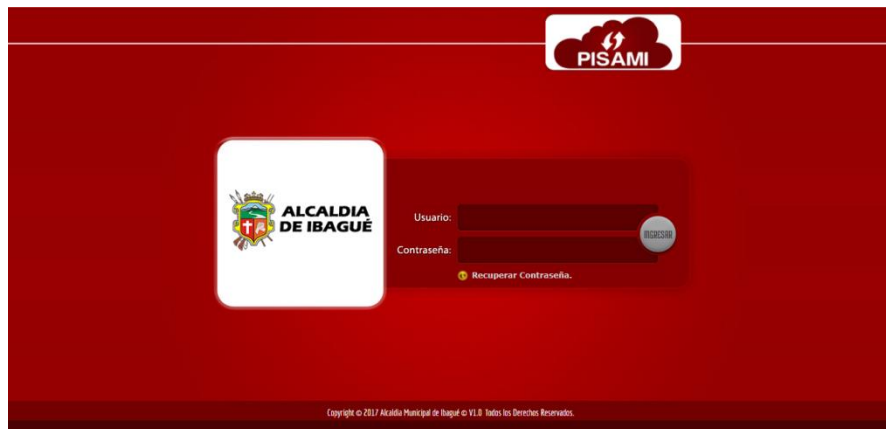 PISAMI
ALCALDIA
DE IBAGUÉ
Usuario:
Contraseña:
INGRESAR
Recuperar Contraseña.
Copyright © 2017 Alcaldía Municipal de Ibagué © V1.0 Todos los Derechos Reservados.